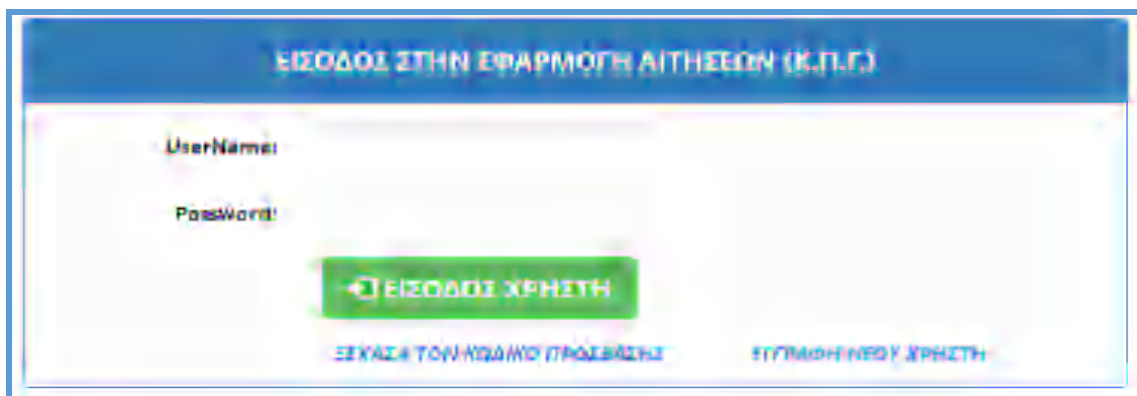 ΕΙΣΟΔΟΣ ΣΤΗΝ ΕΦΑΡΜΟΓΗ ΑΙΤΗΣΕΩΝ (Κ.Π.Γ.)
UserName:
Password:
ΕΙΣΟΔΟΣ ΧΡΗΣΤΗ
ΞΕΧΑΣΑ ΤΟΝ ΚΩΔΙΚΟ ΠΡΟΣΒΑΣΗΣ ΕΓΓΡΑΦΗ ΝΕΟΥ ΧΡΗΣΤΗ